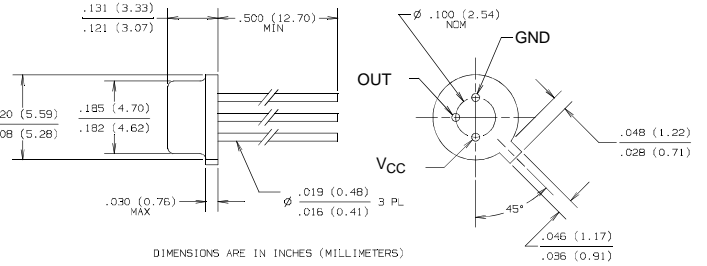 .131 (3.33)
.121 (3.07)
.500 (12.70)
MIN
Ø .100 (2.54)
NOM
GND
OUT
20 (5.59)
08 (5.28)
.185 (4.70)
.182 (4.62)
.048 (1.22)
.028 (0.71)
VCC
.030 (0.76)
MAX
Ø .019 (0.48)
.016 (0.41) 3 PL
45°
.046 (1.17)
.036 (0.91)
DIMENSIONS ARE IN INCHES (MILLIMETERS)